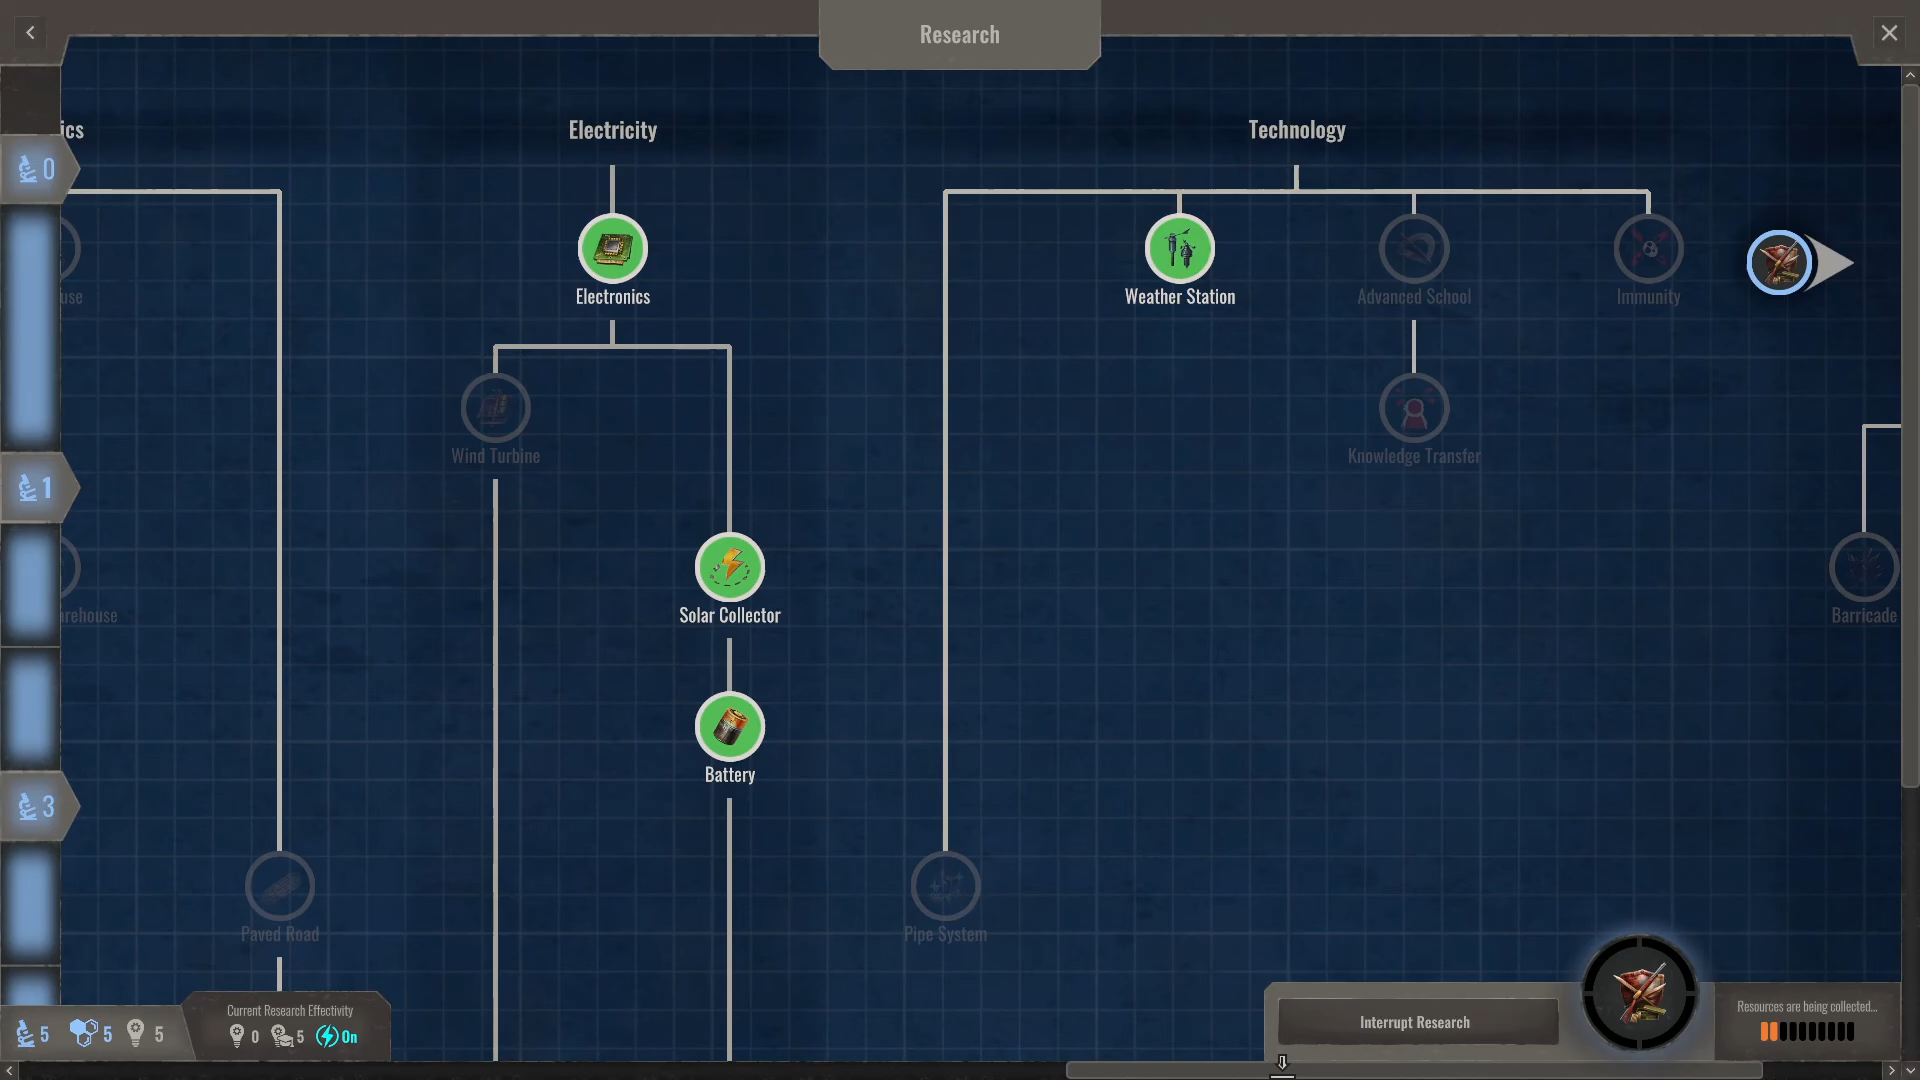 Research
ics
Electricity
Technology
0
Electronics
Weather Station
Advanced School
Immunity
use
Wind Turbine
Knowledge Transfer
1
Solar Collector
rehouse
Barricade
Battery
3
Paved Road
Pipe System
Current Research Effectivity
5 5 5
0 5 On
Interrupt Research
Resources are being collected...